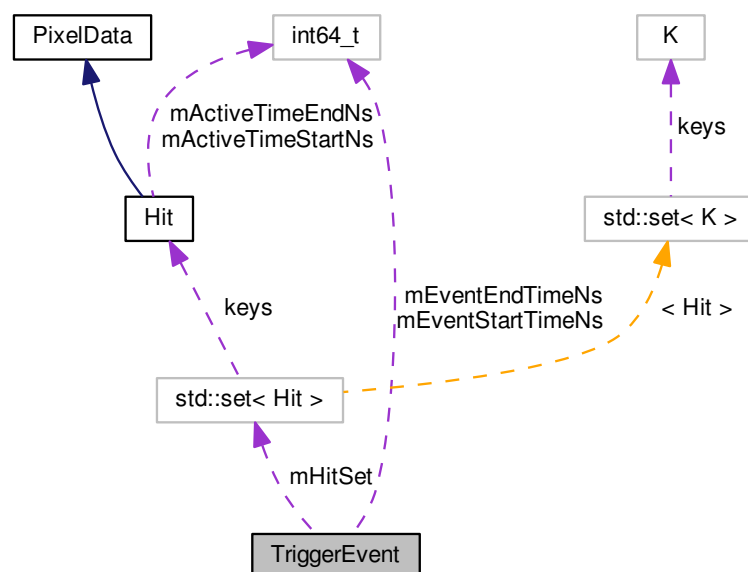 PixelData
int64_t
K
mActiveTimeEndNs
mActiveTimeStartNs
keys
Hit
std::set< K >
keys
mEventEndTimeNs
mEventStartTimeNs
< Hit >
std::set< Hit >
mHitSet
TriggerEvent